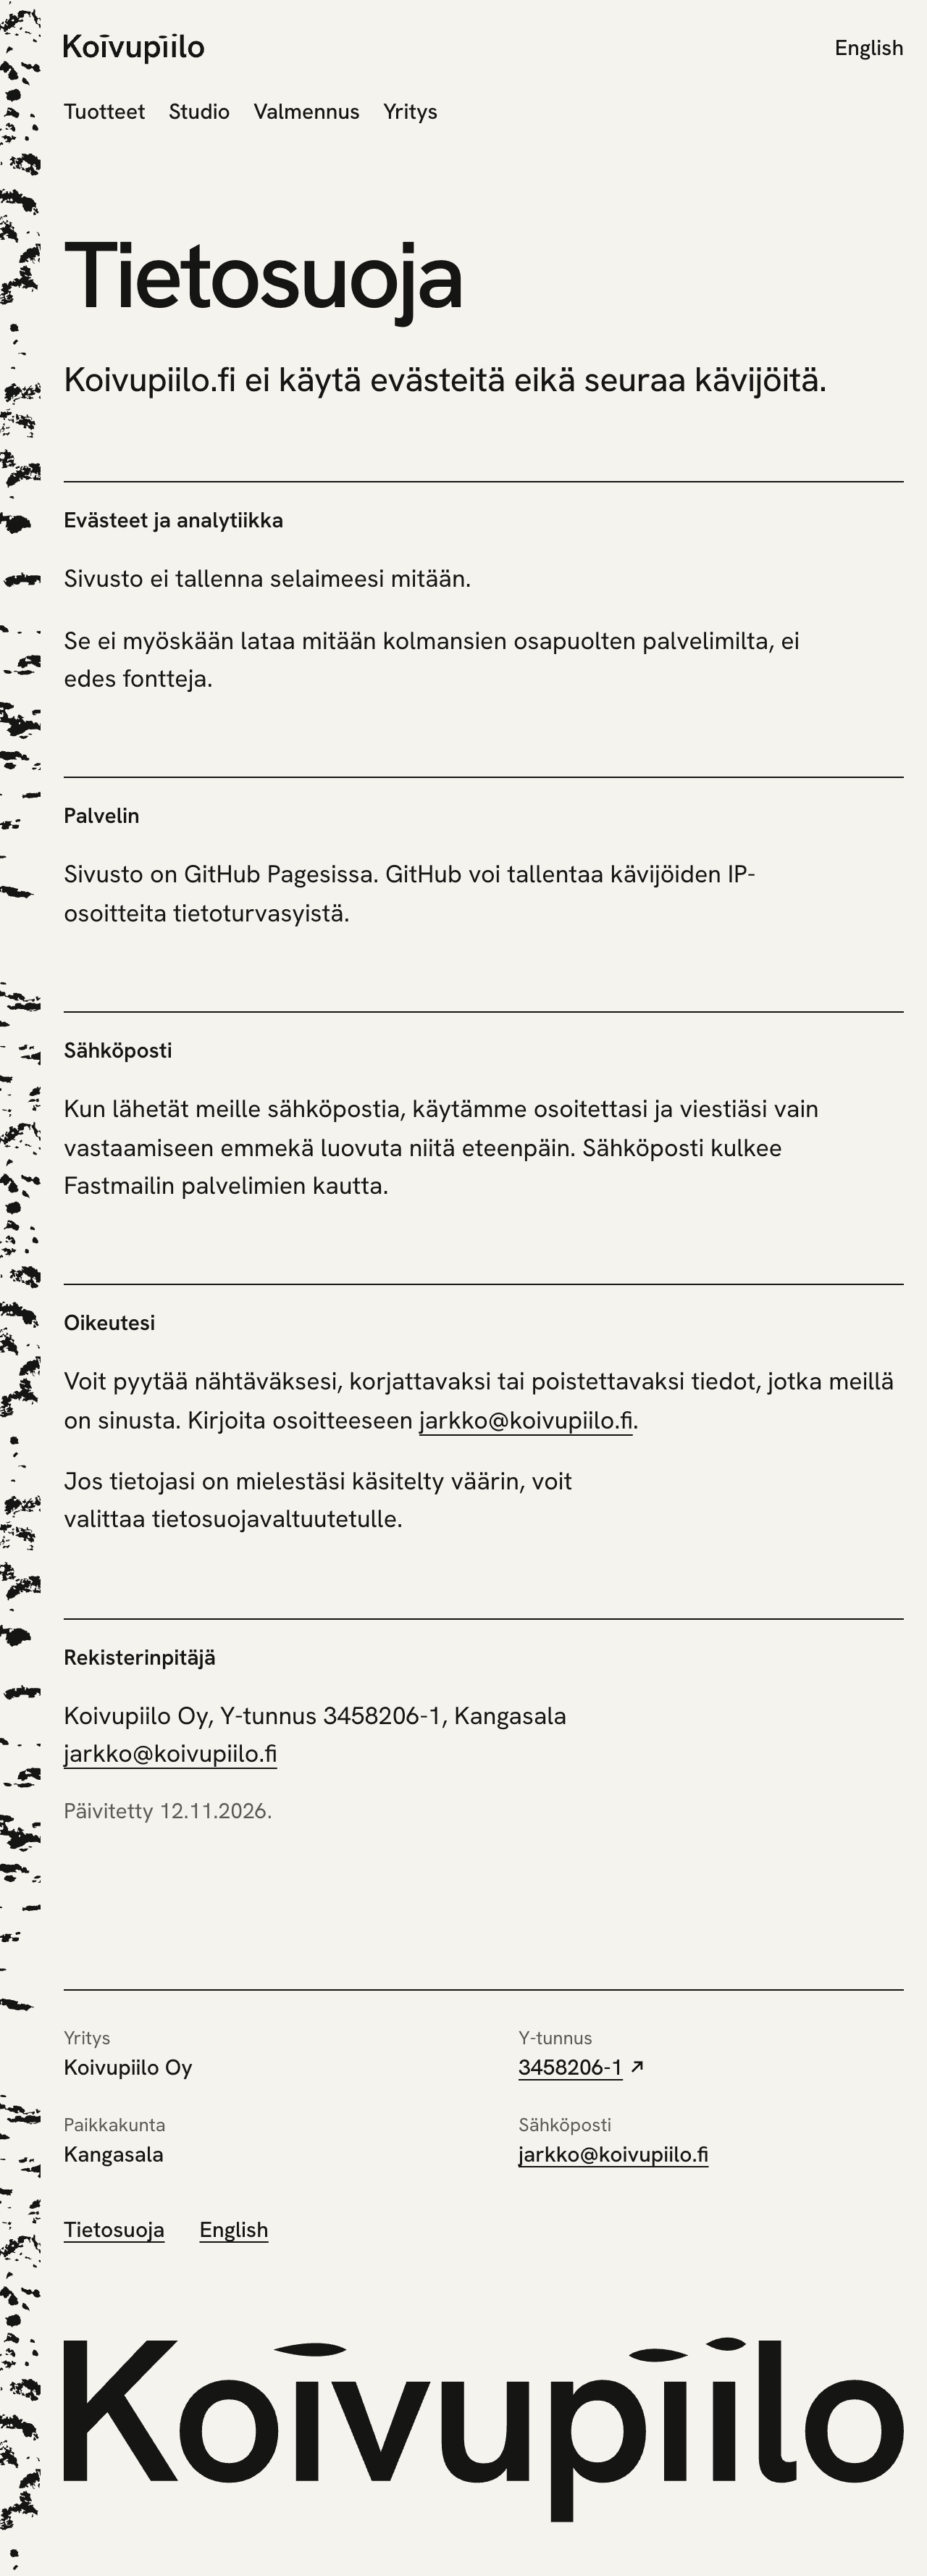 Koivupiilo
English
Tuotteet Studio Valmennus Yritys
Tietosuoja
Koivupiilo.fi ei käytä evästeitä eikä seuraa kävijöitä.
Evästeet ja analytiikka
Sivusto ei tallenna selaimeesi mitään.
Se ei myöskään lataa mitään kolmansien osapuolten palvelimilta, ei
edes fontteja.
Palvelin
Sivusto on GitHub Pagesissa. GitHub voi tallentaa kävijöiden IP-
osoitteita tietoturvasyistä.
Sähköposti
Kun lähetät meille sähköpostia, käytämme osoitettasi ja viestiäsi vain
vastaamiseen emmekä luovuta niitä eteenpäin. Sähköposti kulkee
Fastmailin palvelimien kautta.
Oikeutesi
Voit pyytää nähtäväksesi, korjattavaksi tai poistettavaksi tiedot, jotka meillä
on sinusta. Kirjoita osoitteeseen jarkko@koivupiilo.fi.
Jos tietojasi on mielestäsi käsitelty väärin, voit
valittaa tietosuojavaltuutetulle.
Rekisterinpitäjä
Koivupiilo Oy, Y-tunnus 3458206-1, Kangasala
jarkko@koivupiilo.fi
Päivitetty 12.11.2026.
Yritys
Koivupiilo Oy
Y-tunnus
3458206-1 ↗
Paikkakunta
Kangasala
Sähköposti
jarkko@koivupiilo.fi
Tietosuoja English
Koivupiilo